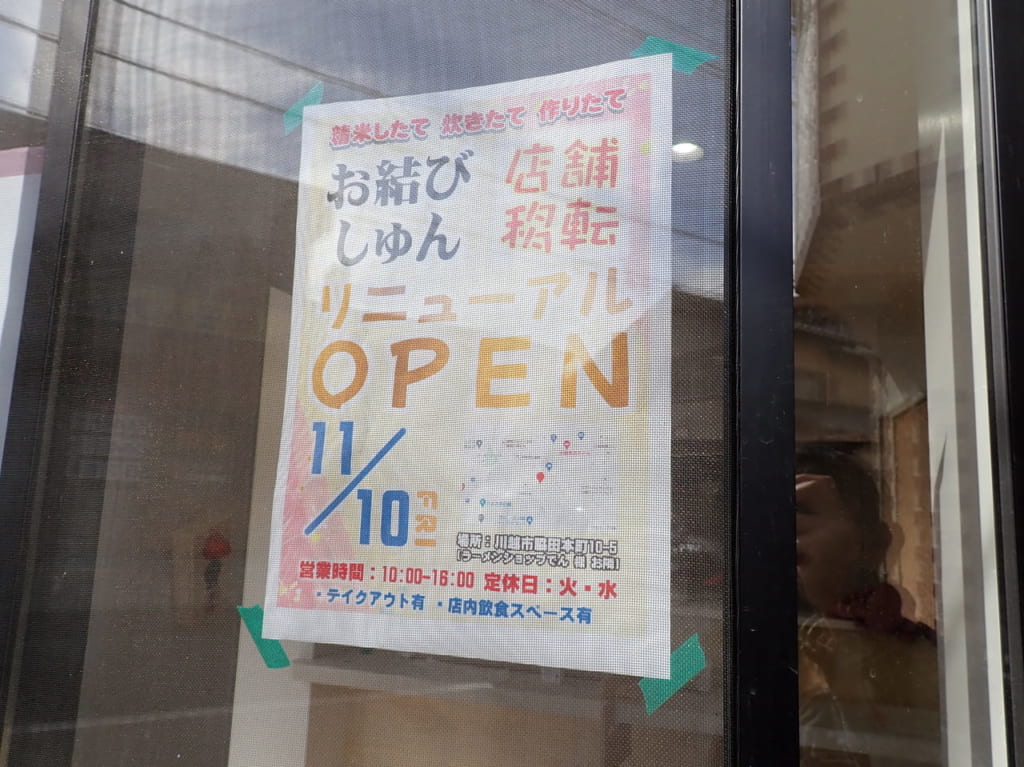 精米したて 炊きたて 作りたて
お結び
しゅん
店舗
移転
リニューアル
OPEN
11/10 FRI
場所：川越市脇田本町10-5
(ラーメンショップてん 様 お隣)
営業時間：10:00-16:00 定休日：火・水
・テイクアウト有 ・店内飲食スペース有